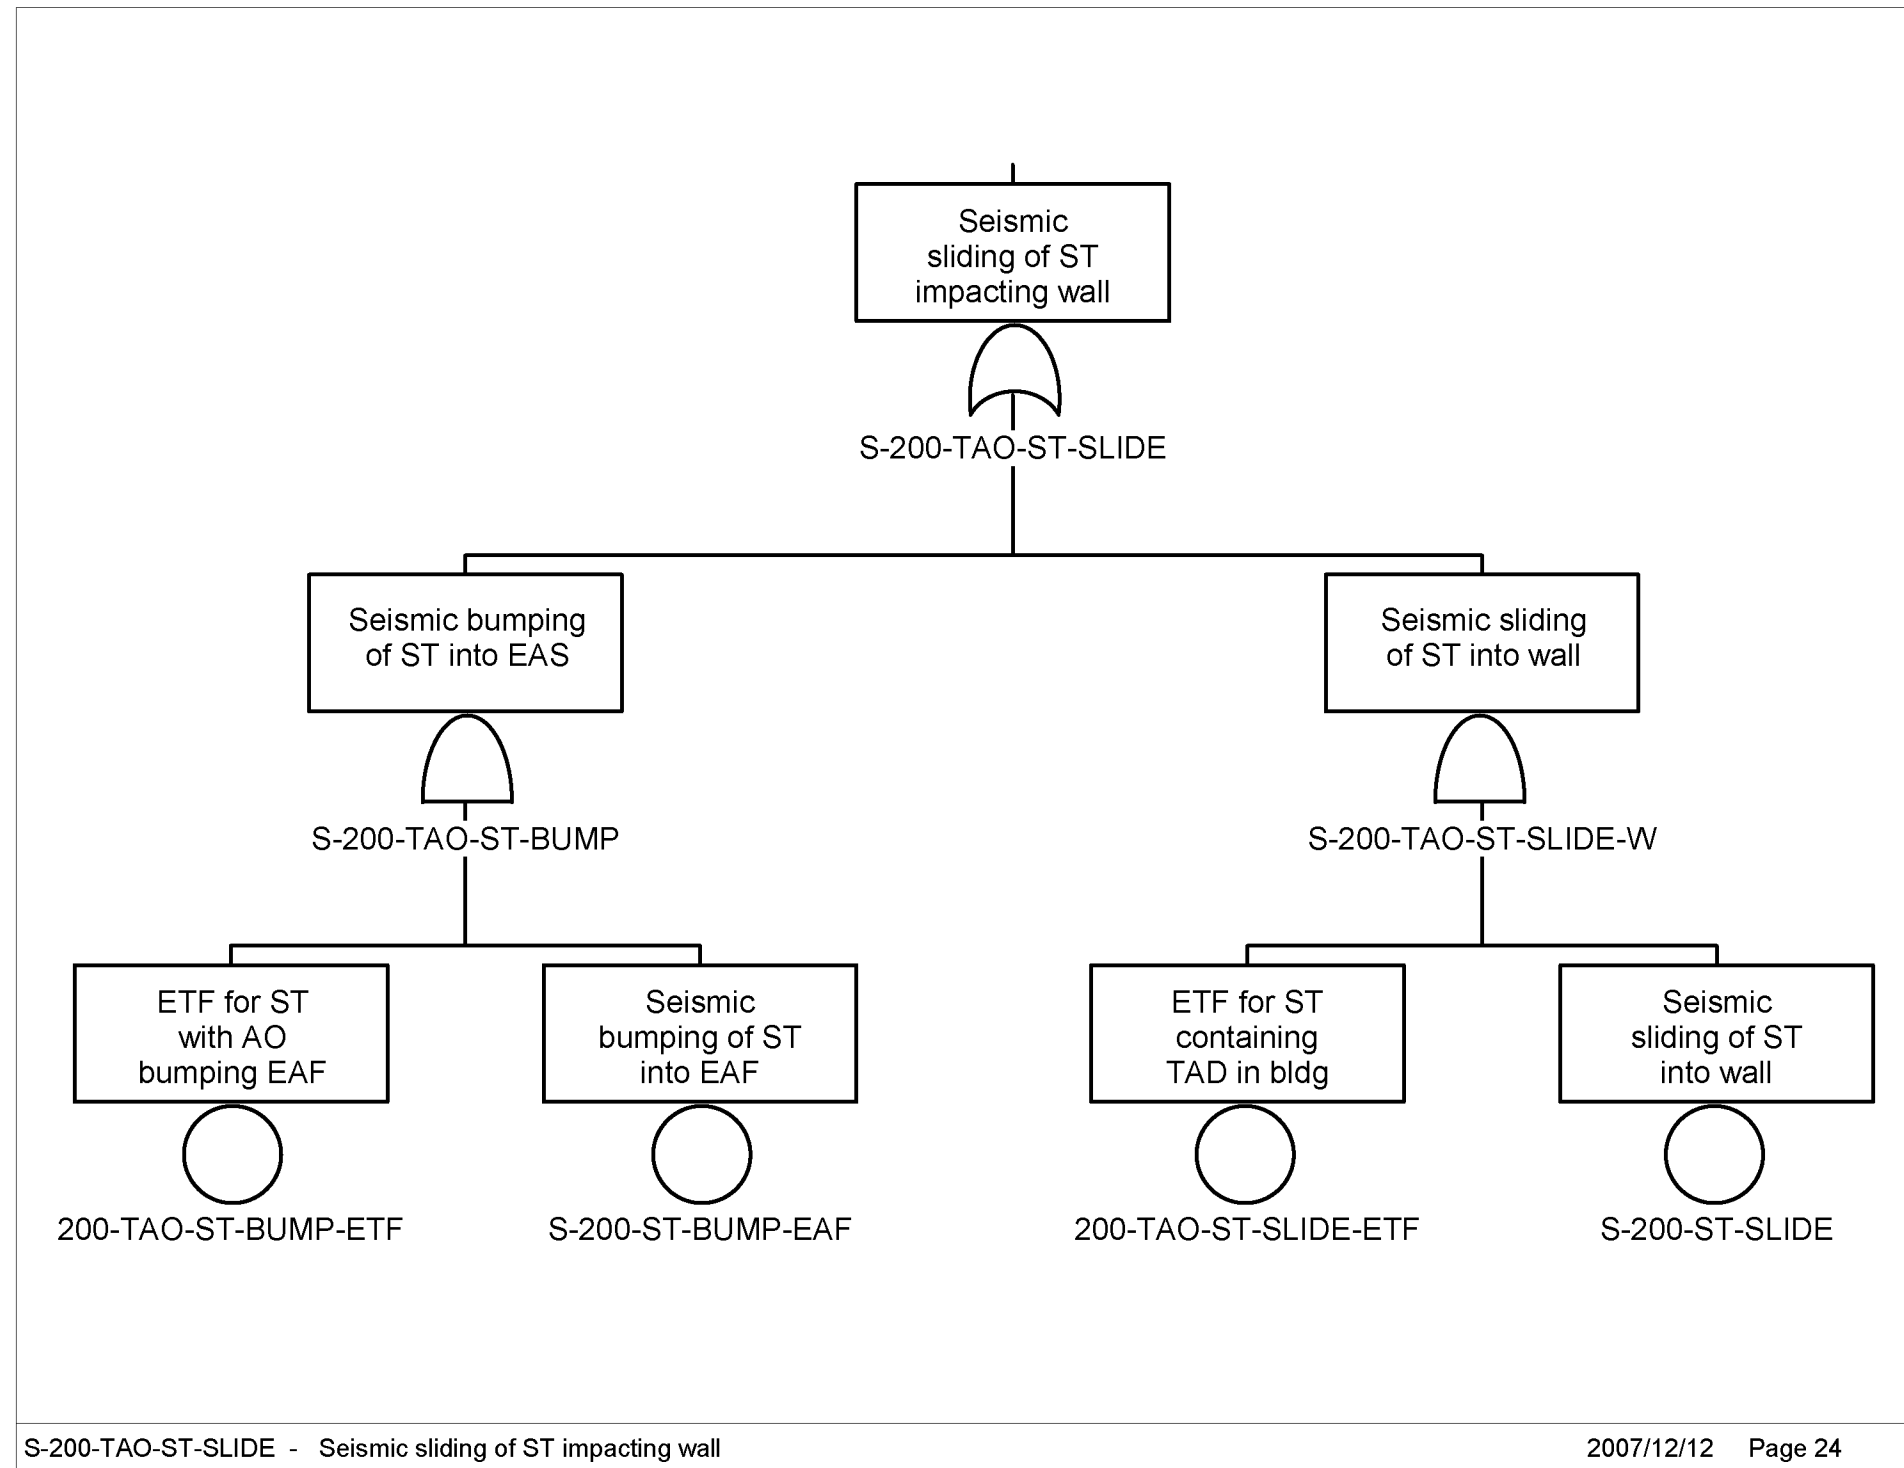 Seismic
sliding of ST
impacting wall
S-200-TAO-ST-SLIDE
Seismic bumping
of ST into EAS
S-200-TAO-ST-BUMP
Seismic sliding
of ST into wall
S-200-TAO-ST-SLIDE-W
ETF for ST
with AO
bumping EAF
200-TAO-ST-BUMP-ETF
Seismic
bumping of ST
into EAF
S-200-ST-BUMP-EAF
ETF for ST
containing
TAD in bldg
200-TAO-ST-SLIDE-ETF
Seismic
sliding of ST
into wall
S-200-ST-SLIDE
S-200-TAO-ST-SLIDE - Seismic sliding of ST impacting wall
2007/12/12 Page 24